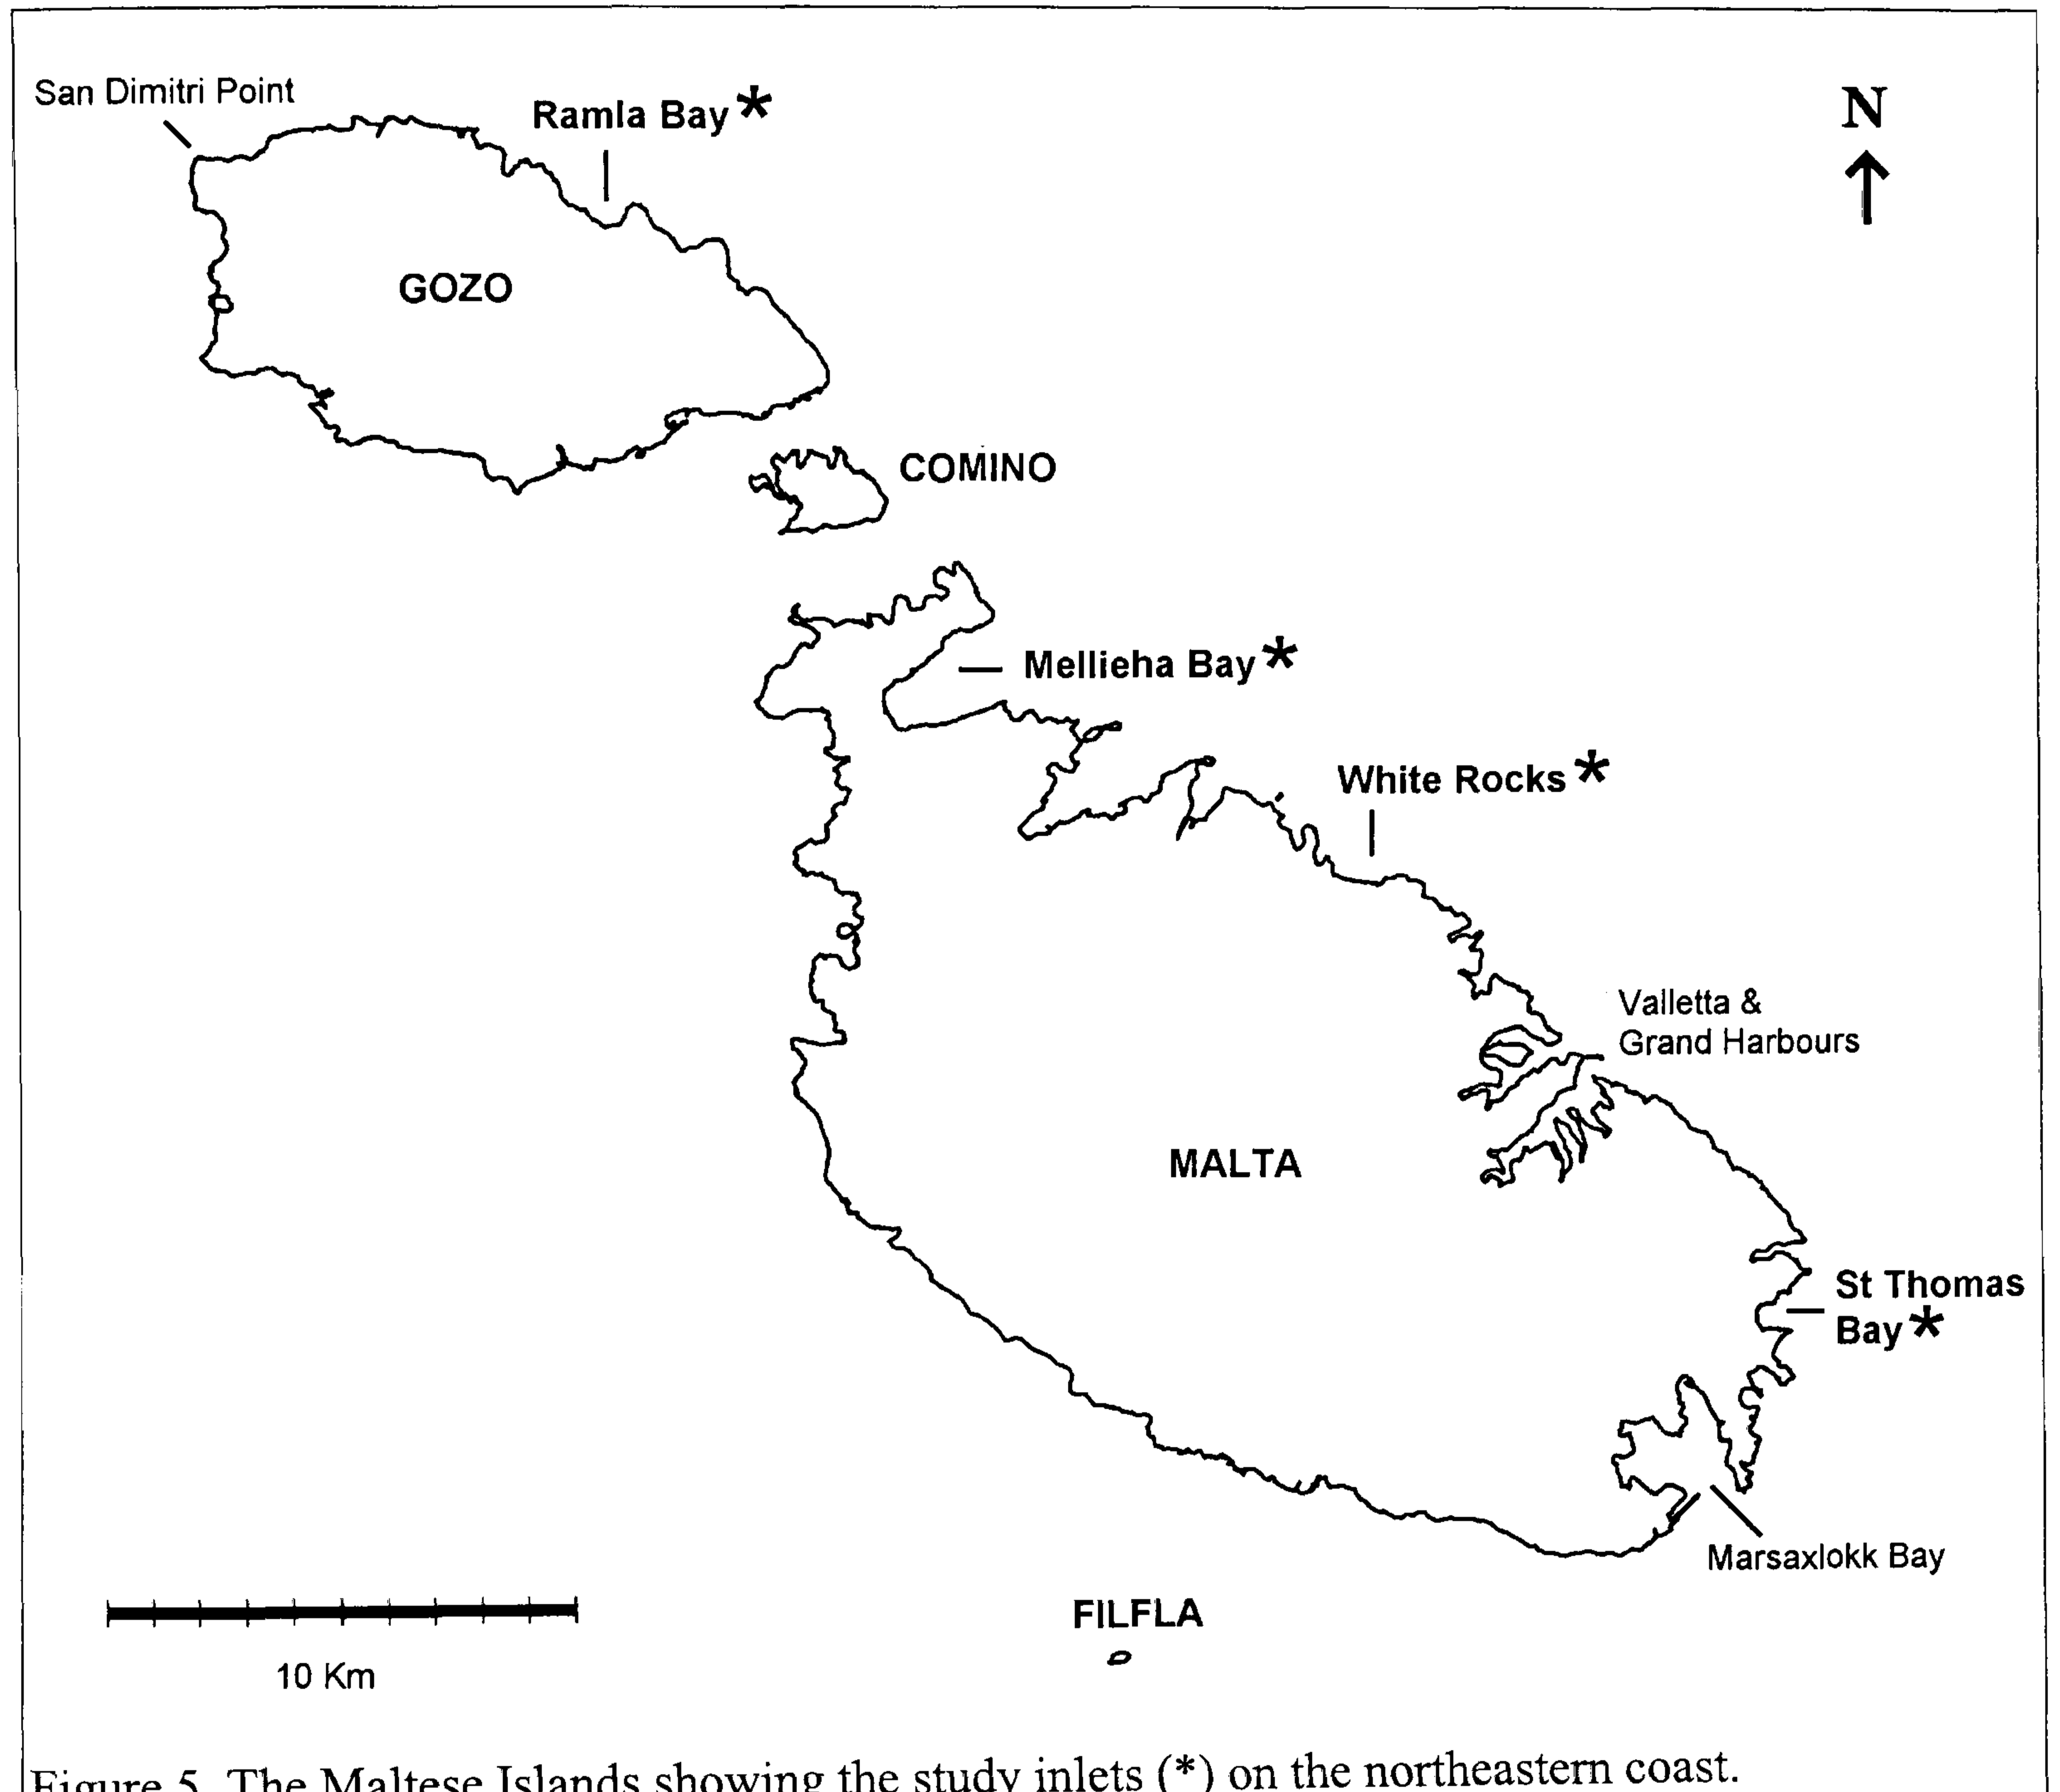 San Dimitri Point
Ramla Bay*
N
GOZO
COMINO
Mellieha Bay*
White Rocks*
Valletta &
Grand Harbours
MALTA
St Thomas
Bay*
Marsaxlokk Bay
FILFLA
10 Km
Figure 5. The Maltese Islands showing the study inlets (*) on the northeastern coast.